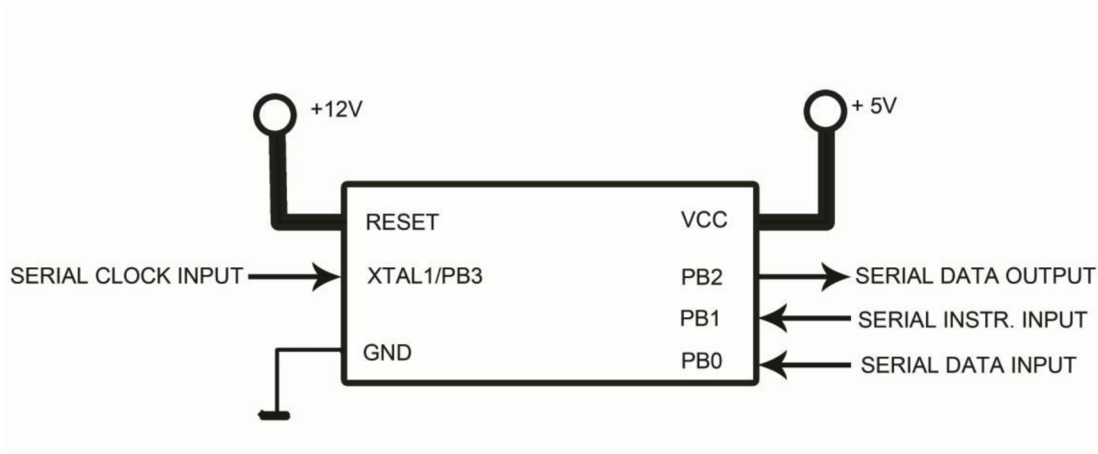 +12V
+ 5V
RESET
VCC
SERIAL CLOCK INPUT
XTAL1/PB3
PB2
SERIAL DATA OUTPUT
PB1
SERIAL INSTR. INPUT
GND
PB0
SERIAL DATA INPUT